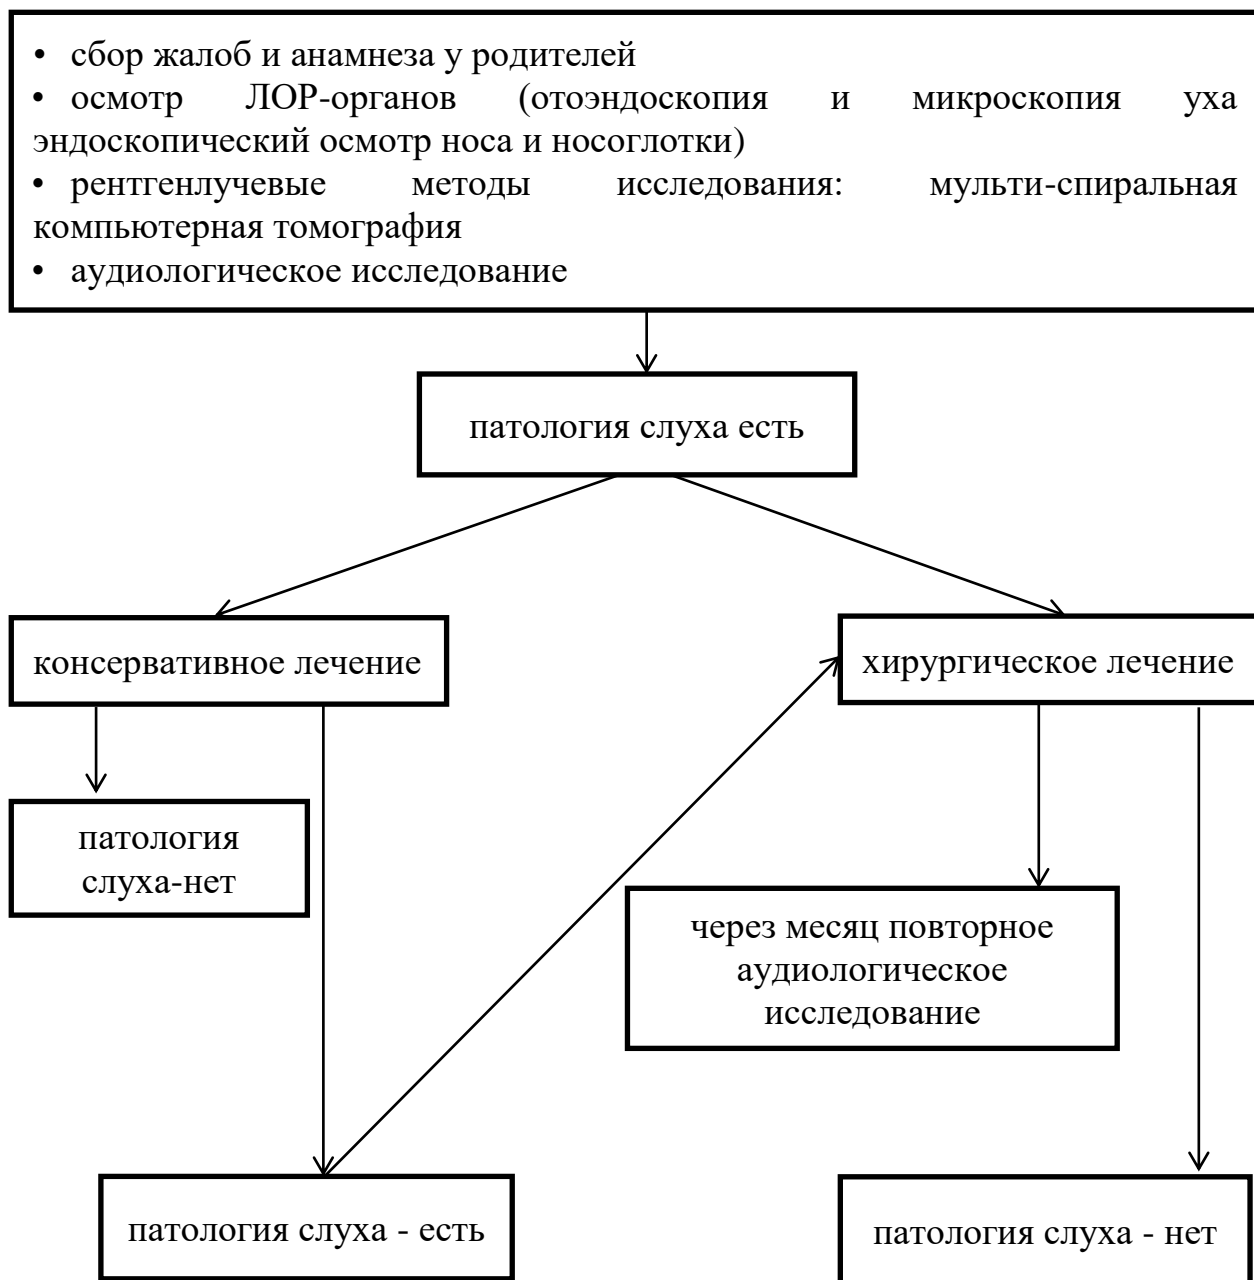 • сбор жалоб и анамнеза у родителей
• осмотр ЛОР-органов (отоэндоскопия и микроскопия уха
эндоскопический осмотр носа и носоглотки)
• рентгенлучевые методы исследования: мульти-спиральная
компьютерная томография
• аудиологическое исследование
патология слуха есть
консервативное лечение
хирургическое лечение
патология
слуха-нет
через месяц повторное
аудиологическое
исследование
патология слуха - есть
патология слуха - нет